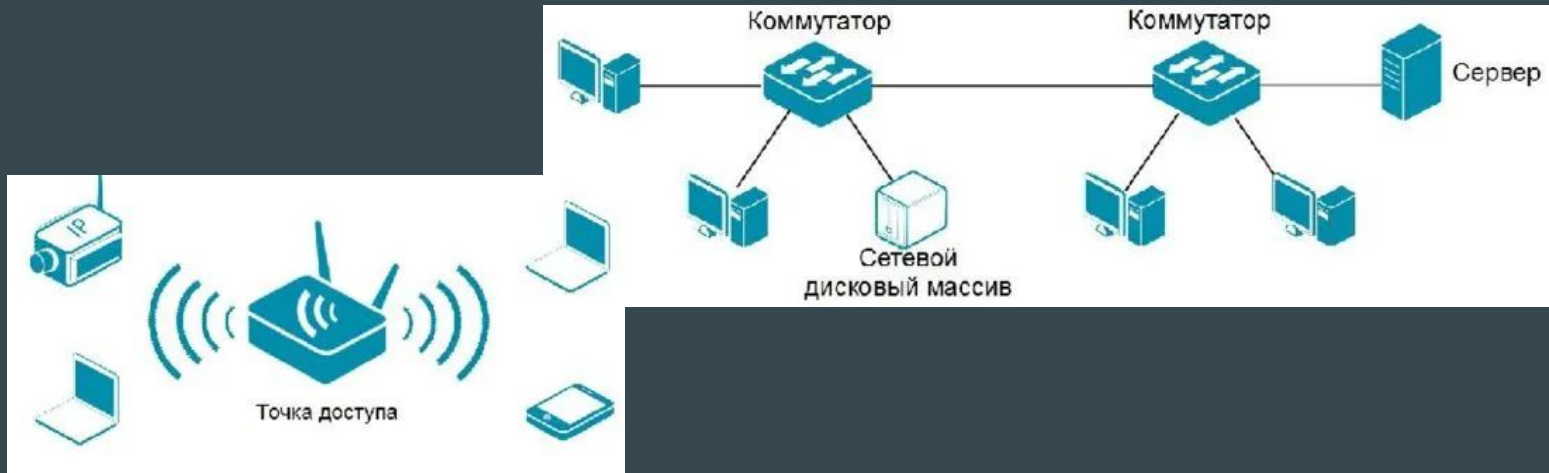 Коммутатор
Коммутатор
Сервер
Сетевой
дисковый массив
IP
Точка доступа